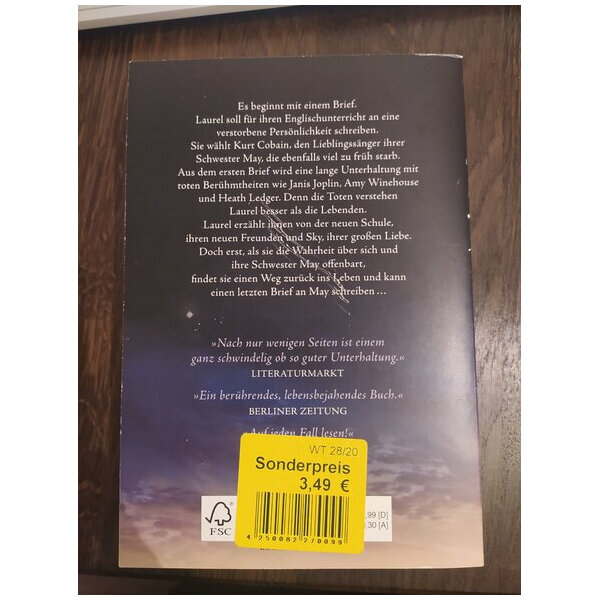 Es beginnt mit einem Brief.
Laurel soll für ihren Englischunterricht an eine
verstorbene Persönlichkeit schreiben.
Sie wählt Kurt Cobain, den Lieblingssänger ihrer
Schwester May, die ebenfalls viel zu früh starb.
Aus dem ersten Brief wird eine lange Unterhaltung mit
toten Berühmtheiten wie Janis Joplin, Amy Winehouse
und Heath Ledger. Denn die Toten verstehen
Laurel besser als die Lebenden.
Laurel erzählt ihnen von der neuen Schule,
ihren neuen Freunden und Sky, ihrer großen Liebe.
Doch erst, als sie die Wahrheit über sich und
ihre Schwester May offenbart,
findet sie einen Weg zurück ins Leben und kann
einen letzten Brief an May schreiben ...
»Nach nur wenigen Seiten ist einem
ganz schwindelig ob so guter Unterhaltung.«
LITERATURMARKT
»Ein berührendes, lebensbejahendes Buch.«
BERLINER ZEITUNG
Auf jeden Fall lesen!«
WT 28/20
Sonderpreis
3,49 €
4250082270099
FSC
,99 [D]
,30 [A]